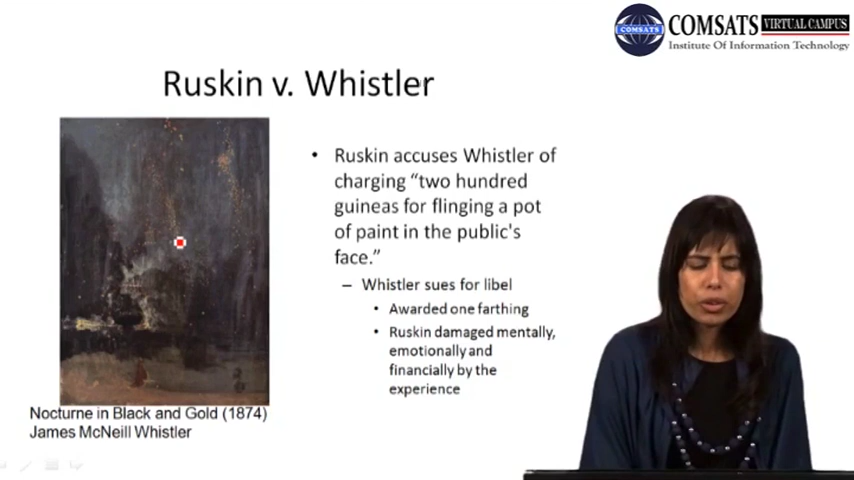 COMSATS
COMSATS VIRTUAL CAMPUS
Institute Of Information Technology
Ruskin v. Whistler
• Ruskin accuses Whistler of
charging “two hundred
guineas for flinging a pot
of paint in the public's
face.”
– Whistler sues for libel
• Awarded one farthing
• Ruskin damaged mentally,
emotionally and
financially by the
experience
Nocturne in Black and Gold (1874)
James McNeill Whistler